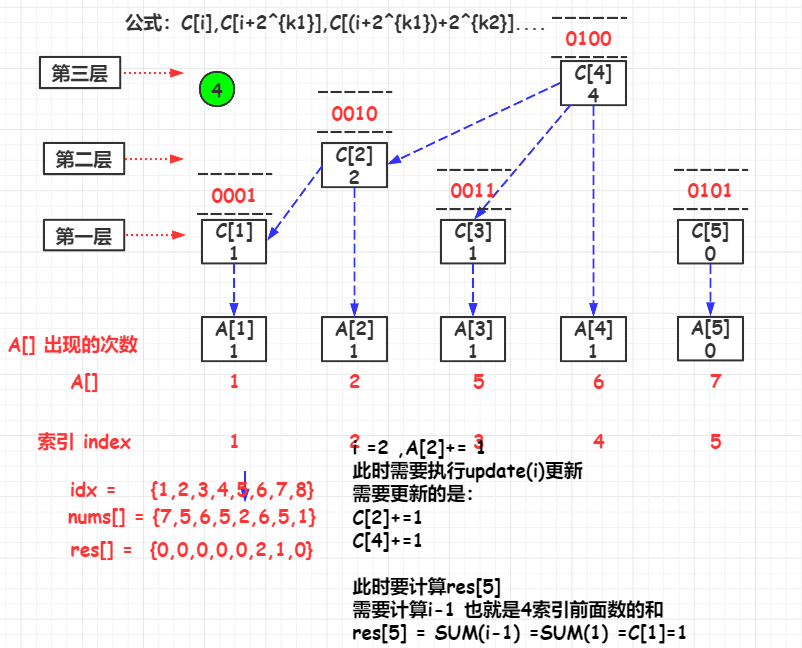 公式：C[i],C[i+2^{k1}],C[(i+2^{k1})+2^{k2}]....
0100
第三层
4
C[4]
4
0010
第二层
C[2]
2
0001
0011
0101
第一层
C[1]
1
C[3]
1
C[5]
0
A[] 出现的次数
A[1]
1
A[2]
1
A[3]
1
A[4]
1
A[5]
0
A[] 1 2 5 6 7
索引 index 1 2 3 4 5
i =2 ,A[2]+= 1
此时需要执行update(i)更新
需要更新的是：
C[2]+=1
C[4]+=1
idx = {1,2,3,4,5,6,7,8}
nums[] = {7,5,6,5,2,6,5,1}
res[] = {0,0,0,0,0,2,1,0}
此时要计算res[5]
需要计算i-1 也就是4索引前面数的和
res[5] = SUM(i-1) =SUM(1) =C[1]=1